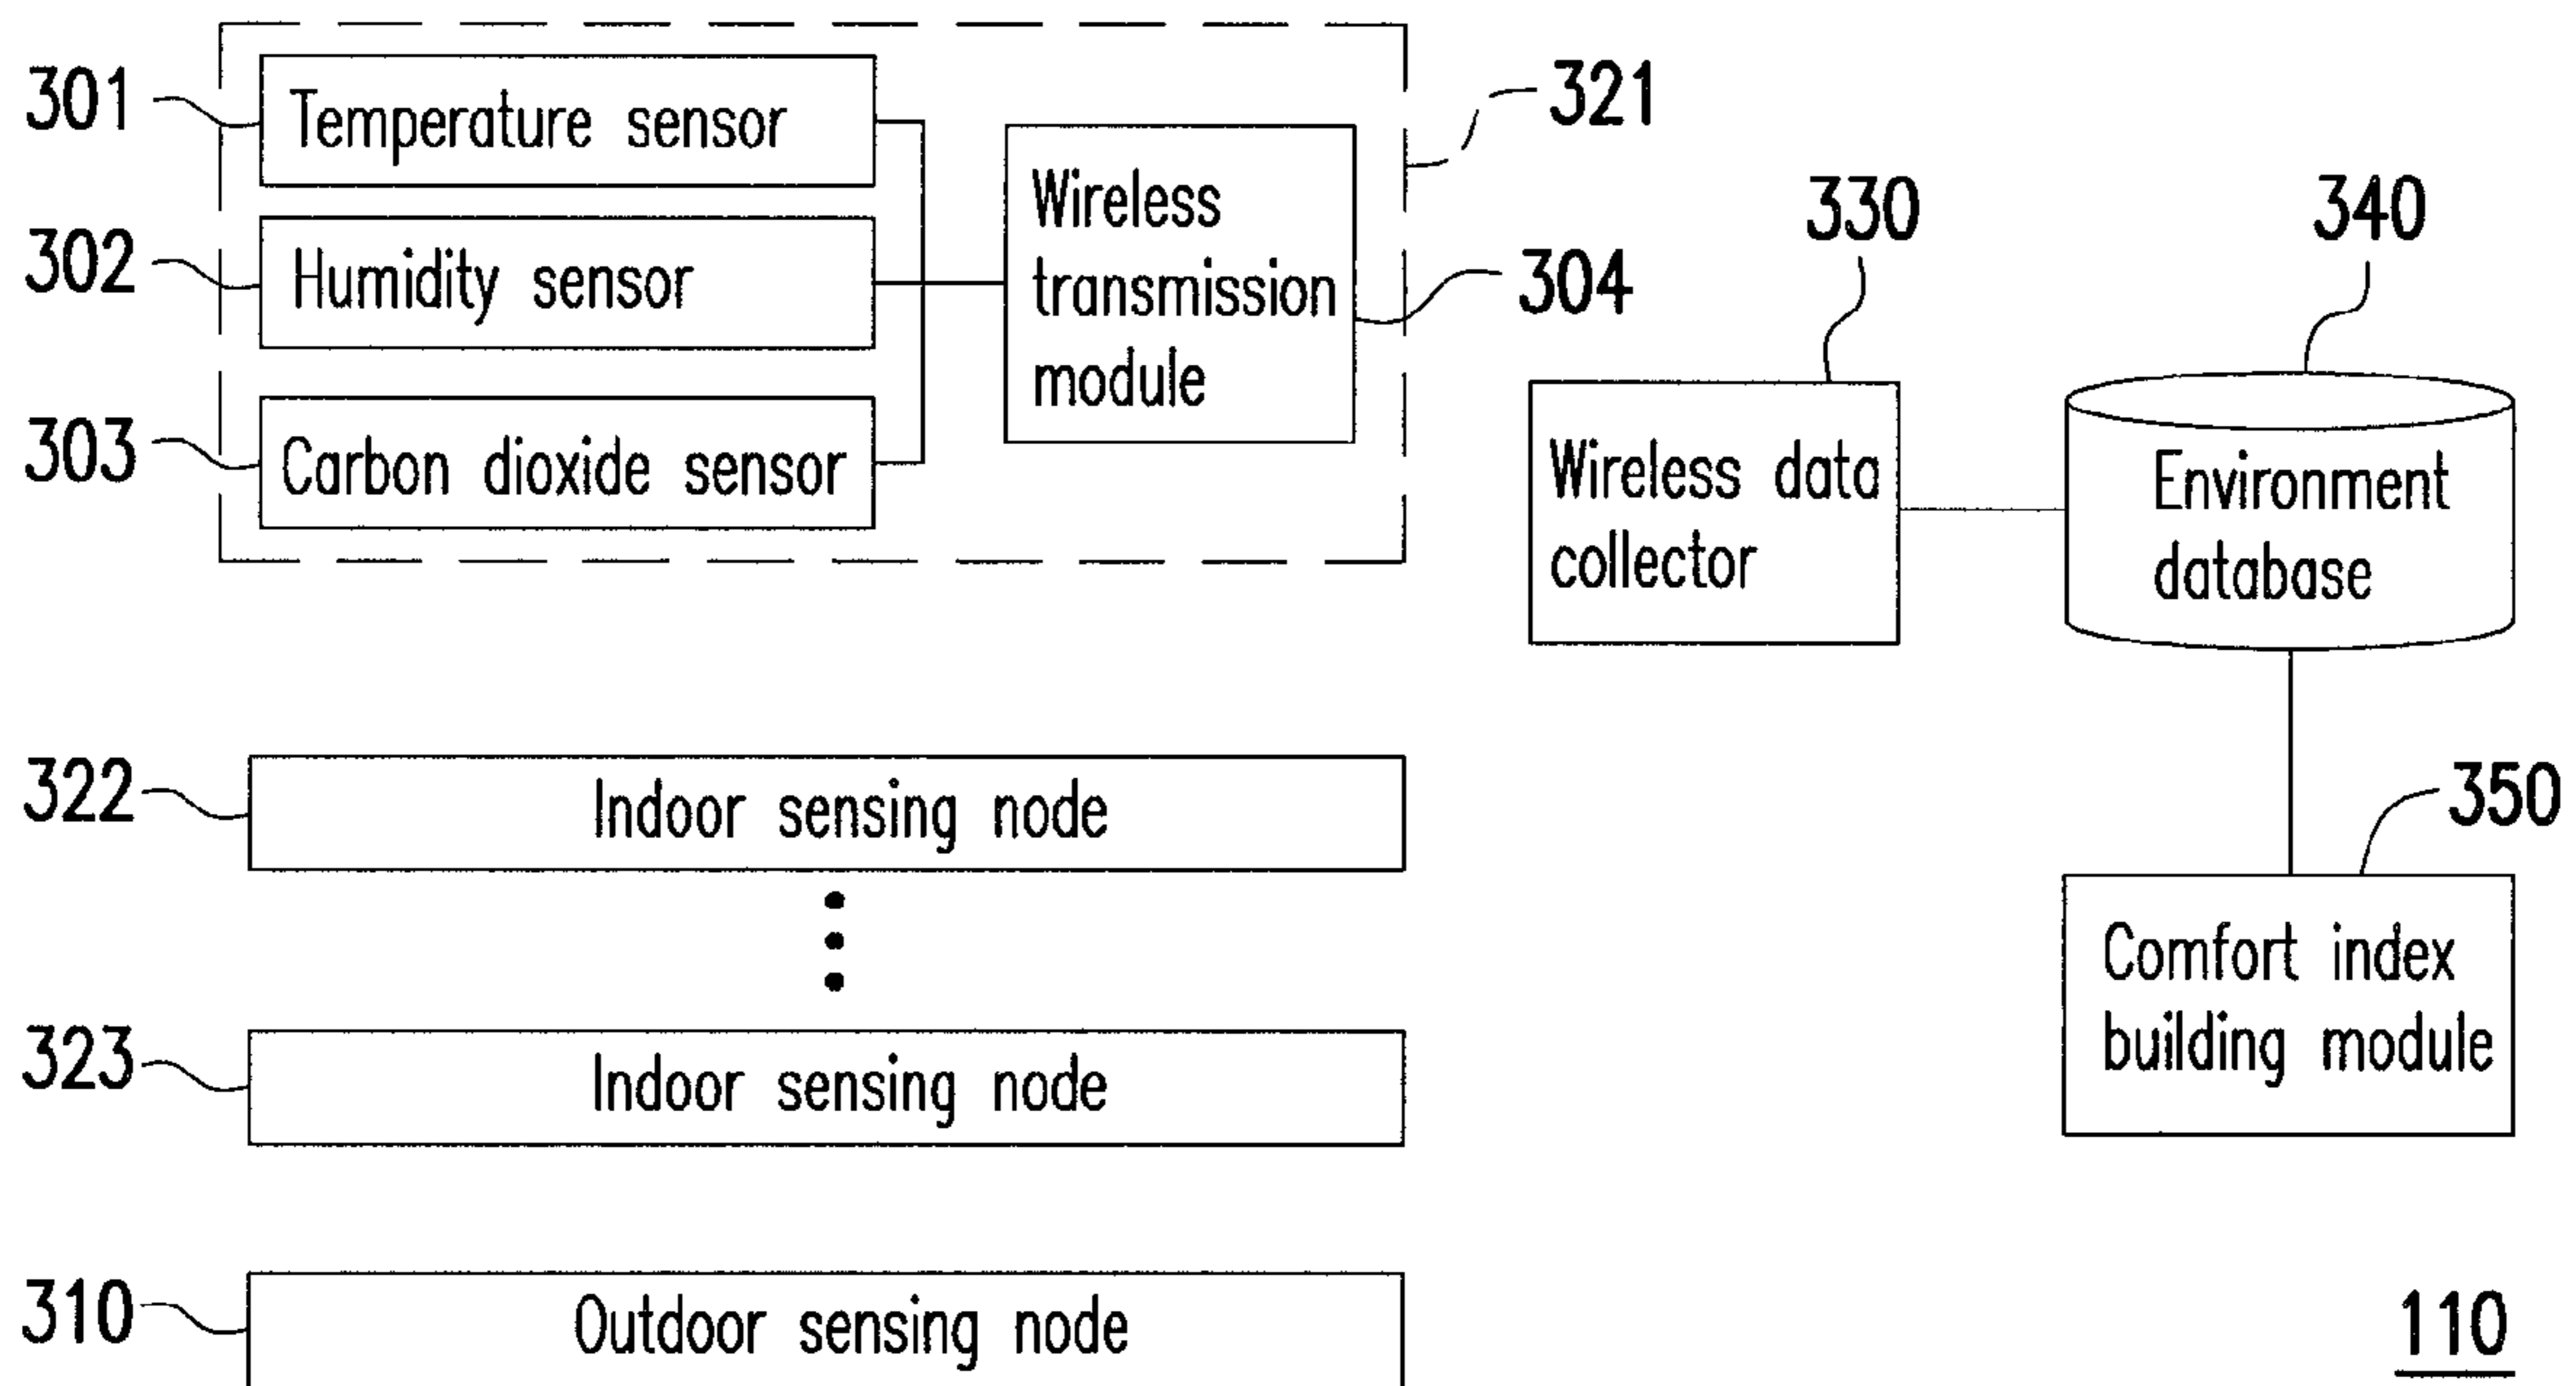 301
Temperature sensor
321
302
Humidity sensor
303
Carbon dioxide sensor
Wireless
transmission
module
304
330
Wireless data
collector
340
Environment
database
322
Indoor sensing node
350
Comfort index
building module
323
Indoor sensing node
310
Outdoor sensing node
110